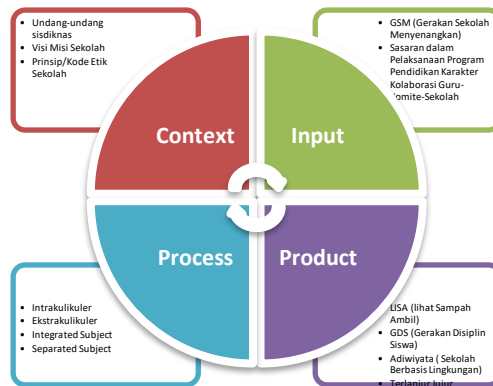 • Undang-undang
sisdiknas
• Visi Misi Sekolah
• Prinsip/Kode Etik
Sekolah
• GSM (Gerakan Sekolah
Menyenangkan)
• Sasaran dalam
Pelaksanaan Program
Pendidikan Karakter
Kolaborasi Guru-
omite-Sekolah
Context
Input
Process
Product
• Intrakulikuler
• Ekstrakulikuler
• Integrated Subject
• Separated Subject
LISA (lihat Sampah
Ambil)
• GDS (Gerakan Disiplin
Siswa)
• Adiwiyata ( Sekolah
Berbasis Lingkungan)
• Terlanjur Jujur